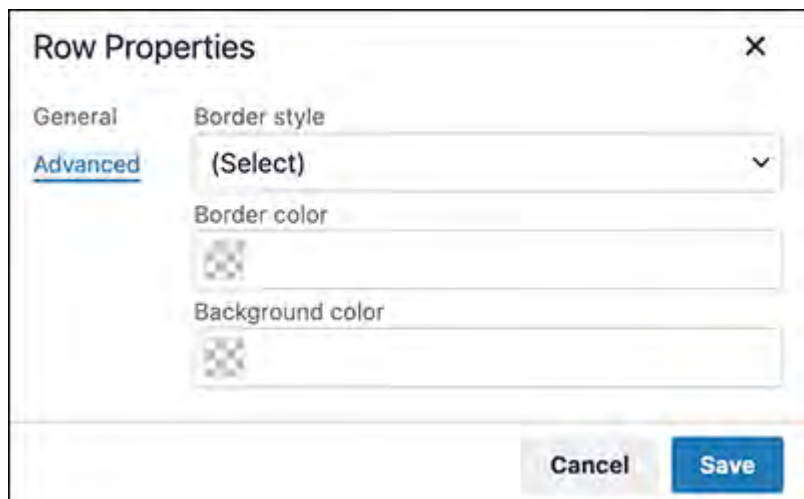 Row Properties
General
Advanced
Border style
(Select)
Border color
Background color
Cancel
Save